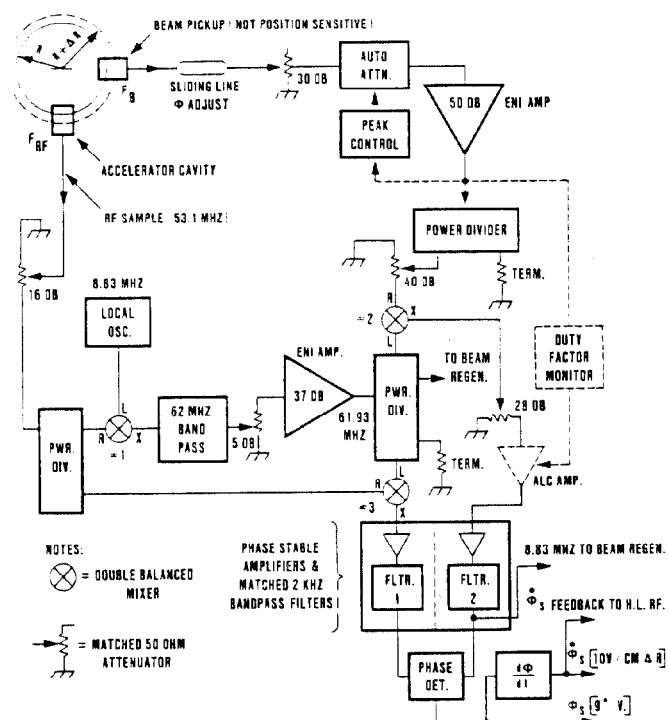 BEAM PICKUP (NOT POSITION SENSITIVE)
R
R+ΔR
F_B
SLIDING LINE
Φ ADJUST
30 DB
AUTO
ATTN.
50 DB
ENI AMP
PEAK
CONTROL
F_RF
ACCELERATOR CAVITY
RF SAMPLE (53.1 MHZ)
POWER DIVIDER
TERM.
16 DB
40 DB
8.83 MHZ
LOCAL
OSC.
R
X
=2
L
DUTY
FACTOR
MONITOR
ENI AMP.
37 DB
TO BEAM
REGEN.
PWR.
DIV.
61.93
MHZ
28 DB
62 MHZ
BAND
PASS
5 DB
L
R
X
=1
PWR.
DIV.
TERM.
ALC AMP.
L
R
X
=3
NOTES:
= DOUBLE BALANCED
MIXER
= MATCHED 50 OHM
ATTENUATOR
PHASE STABLE
AMPLIFIERS &
MATCHED 2 KHZ
BANDPASS FILTERS
FLTR.
1
FLTR.
2
8.83 MHZ TO BEAM REGEN.
Φ̇_S FEEDBACK TO H.L. RF.
PHASE
DET.
dΦ
dt
Φ̇_S [10V / CM Δ R]
Φ_S [9° V.]